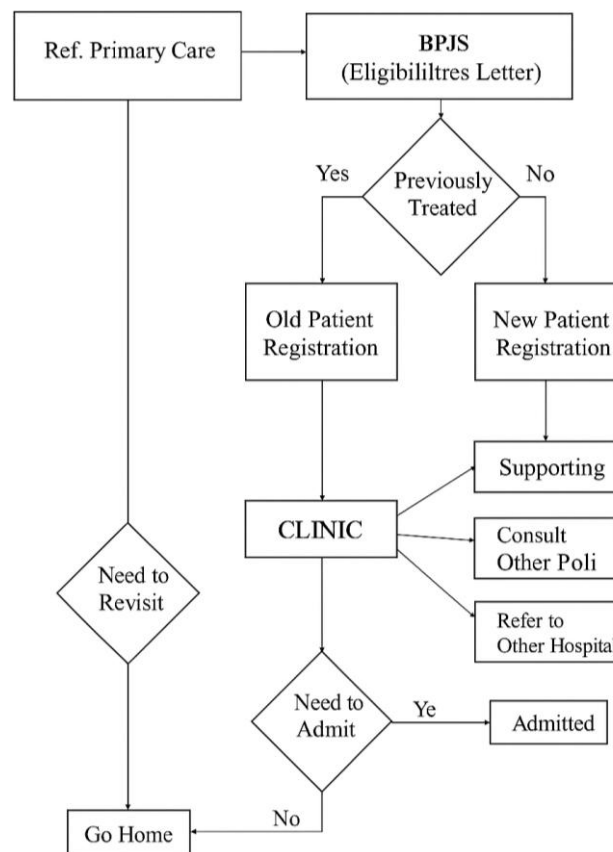 Ref. Primary Care
BPJS
(Eligibililtres Letter)
Yes
Previously
Treated
No
Old Patient
Registration
New Patient
Registration
Supporting
CLINIC
Consult
Other Poli
Need to
Revisit
Refer to
Other Hospital
Need to
Admit
Ye
Admitted
No
Go Home